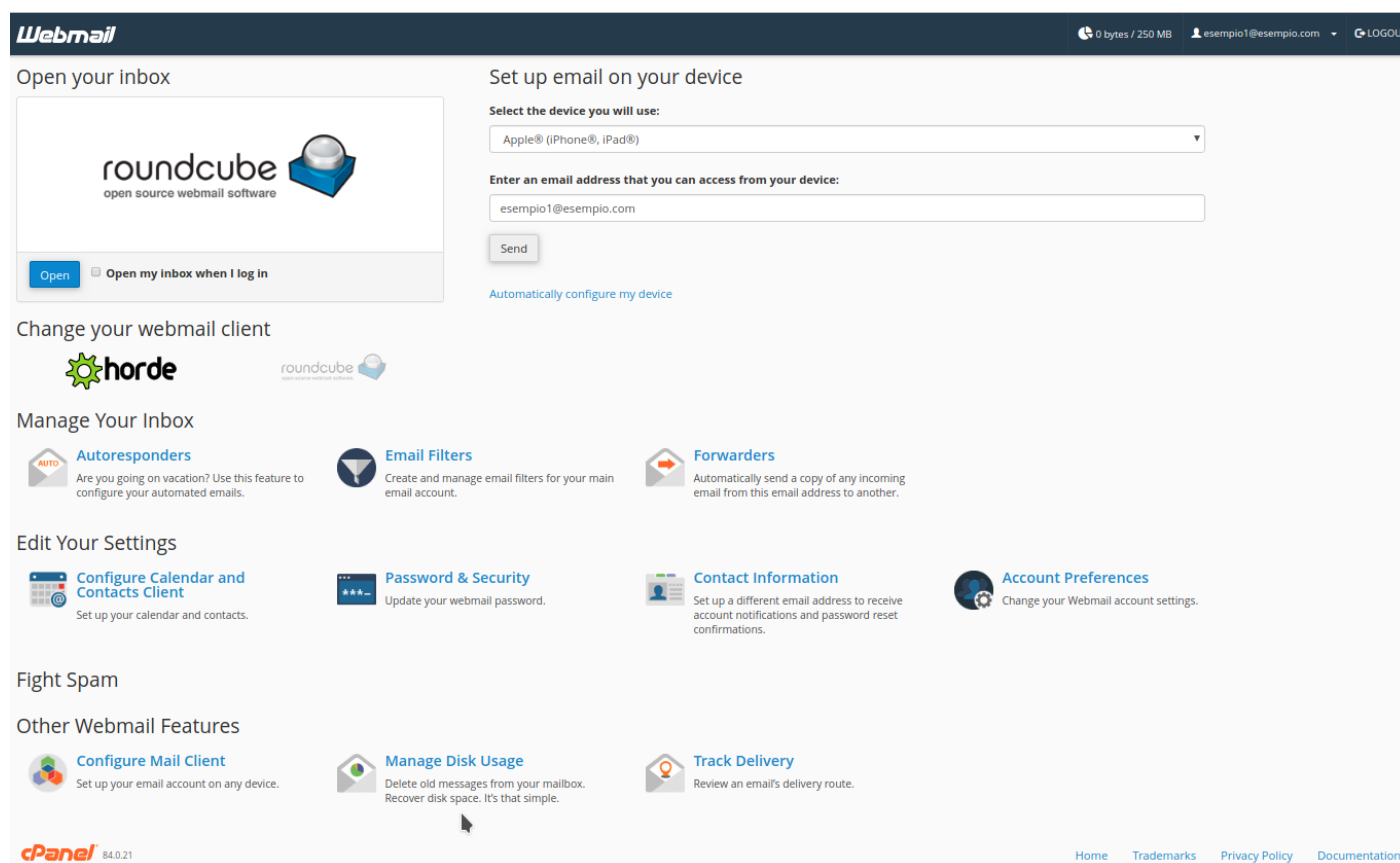 Webmail
0 bytes / 250 MB
esempio1@esempio.com
LOGOU
Open your inbox
roundcube
open source webmail software
Open
Open my inbox when I log in
Set up email on your device
Select the device you will use:
Apple® (iPhone®, iPad®)
Enter an email address that you can access from your device:
esempio1@esempio.com
Send
Automatically configure my device
Change your webmail client
horde
roundcube
open source webmail software
Manage Your Inbox
AUTO
Autoresponders
Are you going on vacation? Use this feature to
configure your automated emails.
Email Filters
Create and manage email filters for your main
email account.
Forwarders
Automatically send a copy of any incoming
email from this email address to another.
Edit Your Settings
Configure Calendar and
Contacts Client
Set up your calendar and contacts.
***_
Password & Security
Update your webmail password.
Contact Information
Set up a different email address to receive
account notifications and password reset
confirmations.
Account Preferences
Change your Webmail account settings.
Fight Spam
Other Webmail Features
Configure Mail Client
Set up your email account on any device.
Manage Disk Usage
Delete old messages from your mailbox.
Recover disk space. It's that simple.
Track Delivery
Review an email's delivery route.
cPanel 84.0.21
Home
Trademarks
Privacy Policy
Documentation